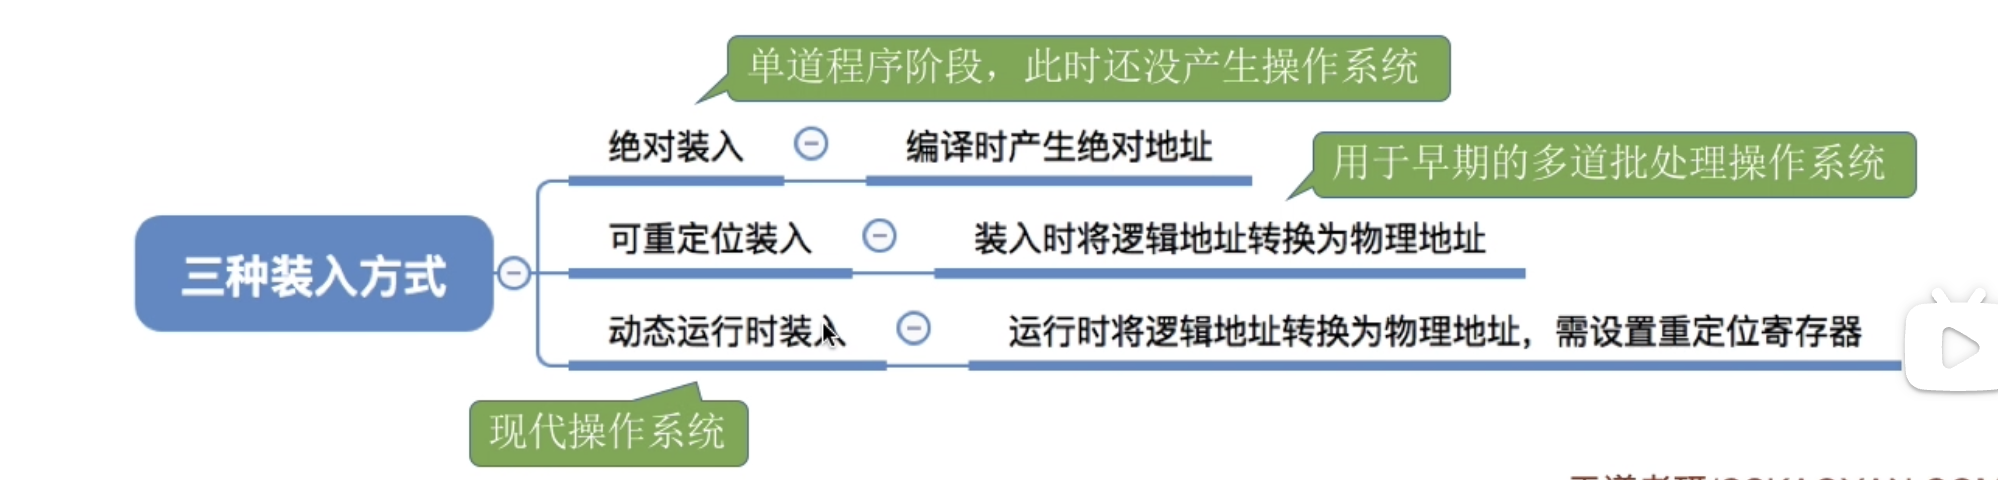 单道程序阶段，此时还没产生操作系统
绝对装入 编译时产生绝对地址
用于早期的多道批处理操作系统
可重定位装入 装入时将逻辑地址转换为物理地址
三种装入方式
动态运行时装入 运行时将逻辑地址转换为物理地址，需设置重定位寄存器
现代操作系统